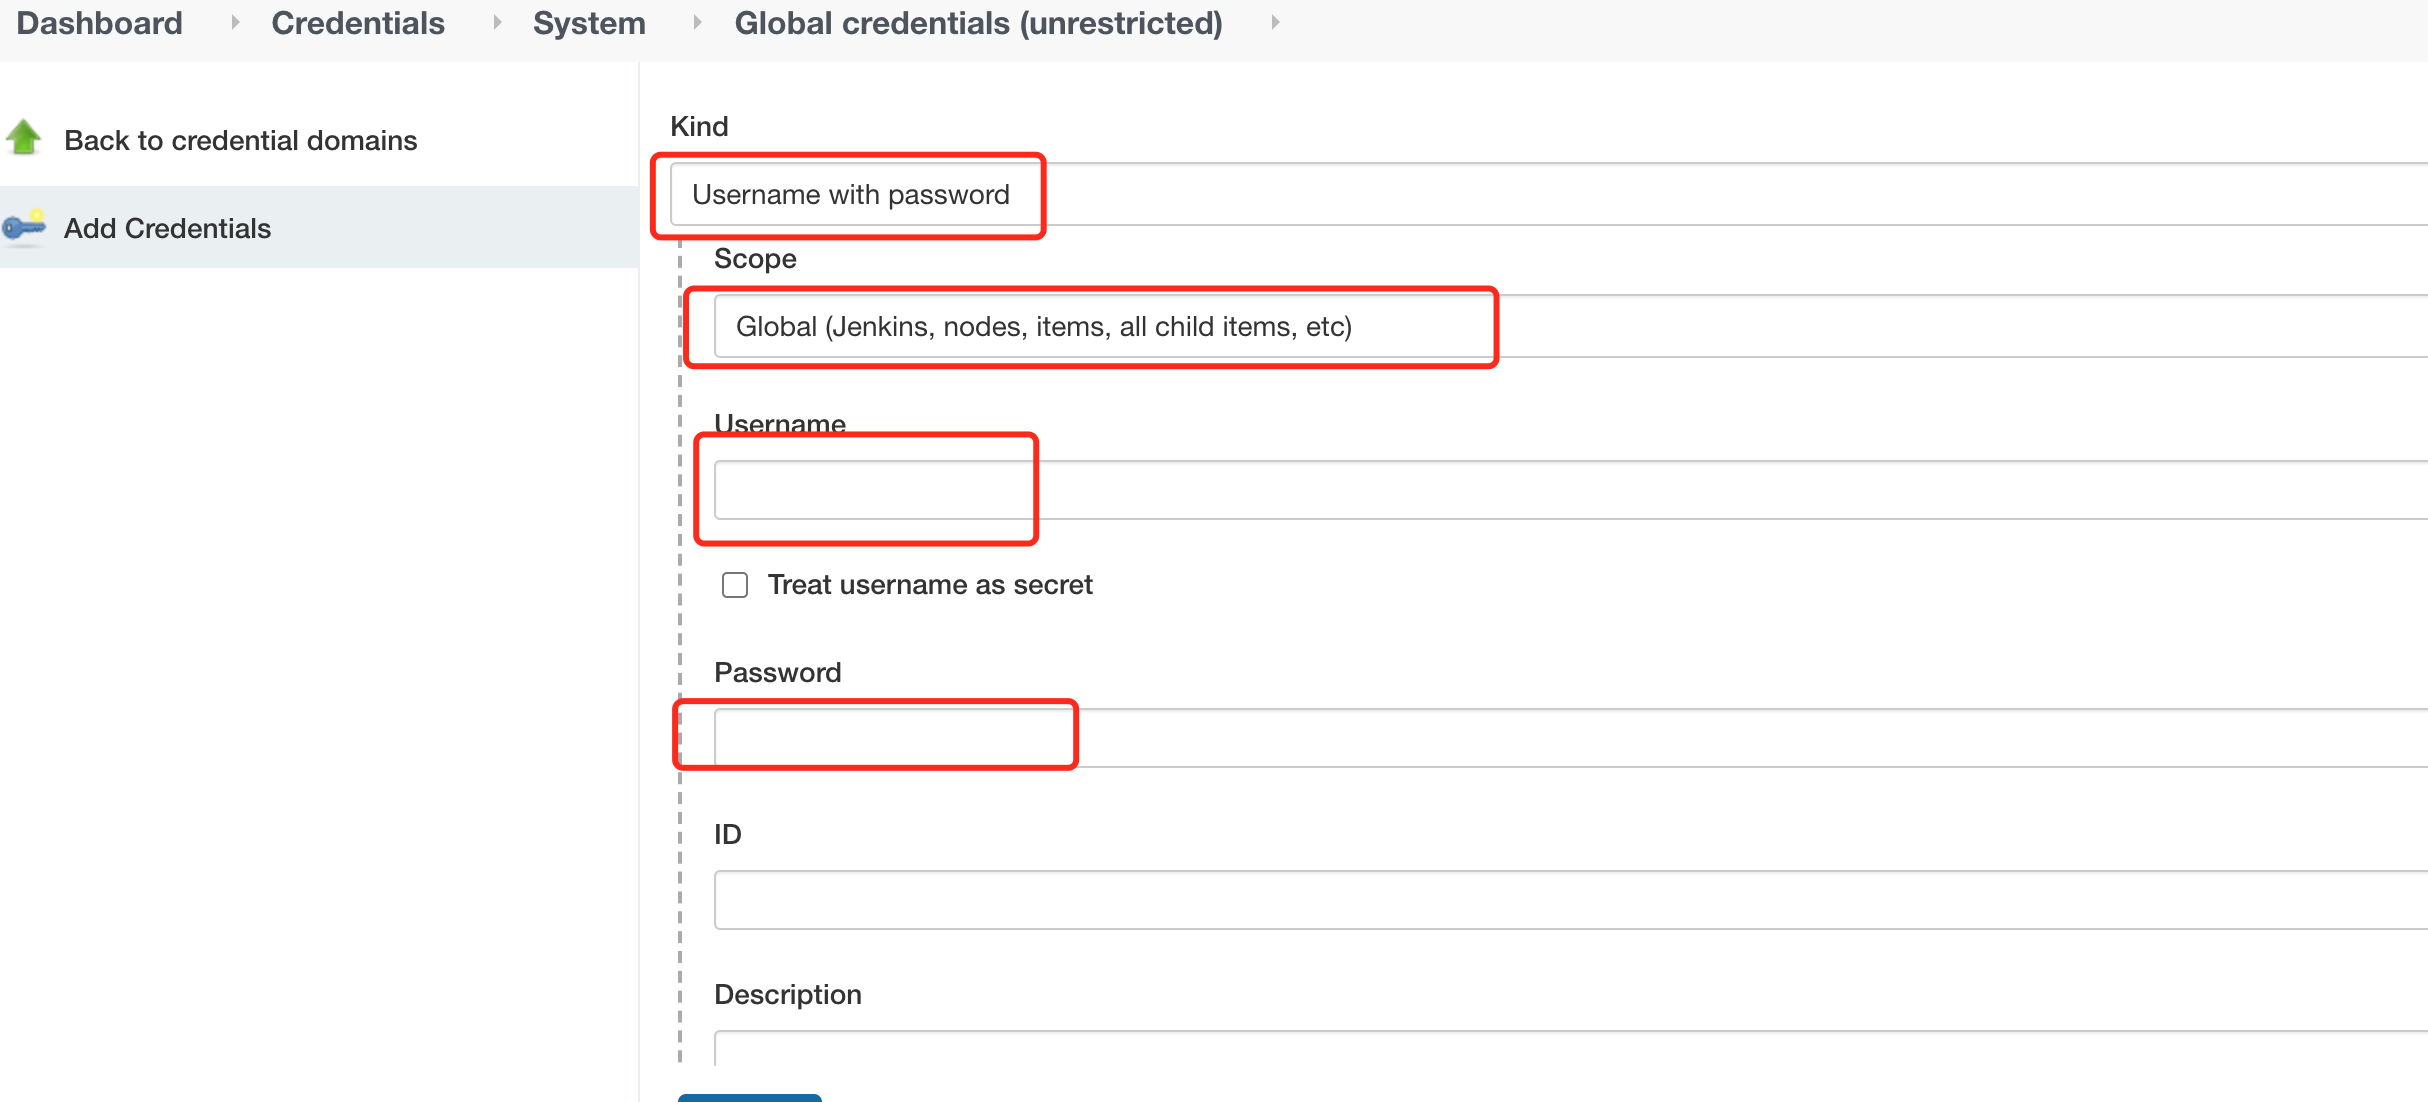 Dashboard Credentials System Global credentials (unrestricted)
Back to credential domains
Add Credentials
Kind
Username with password
Scope
Global (Jenkins, nodes, items, all child items, etc)
Username
Treat username as secret
Password
ID
Description